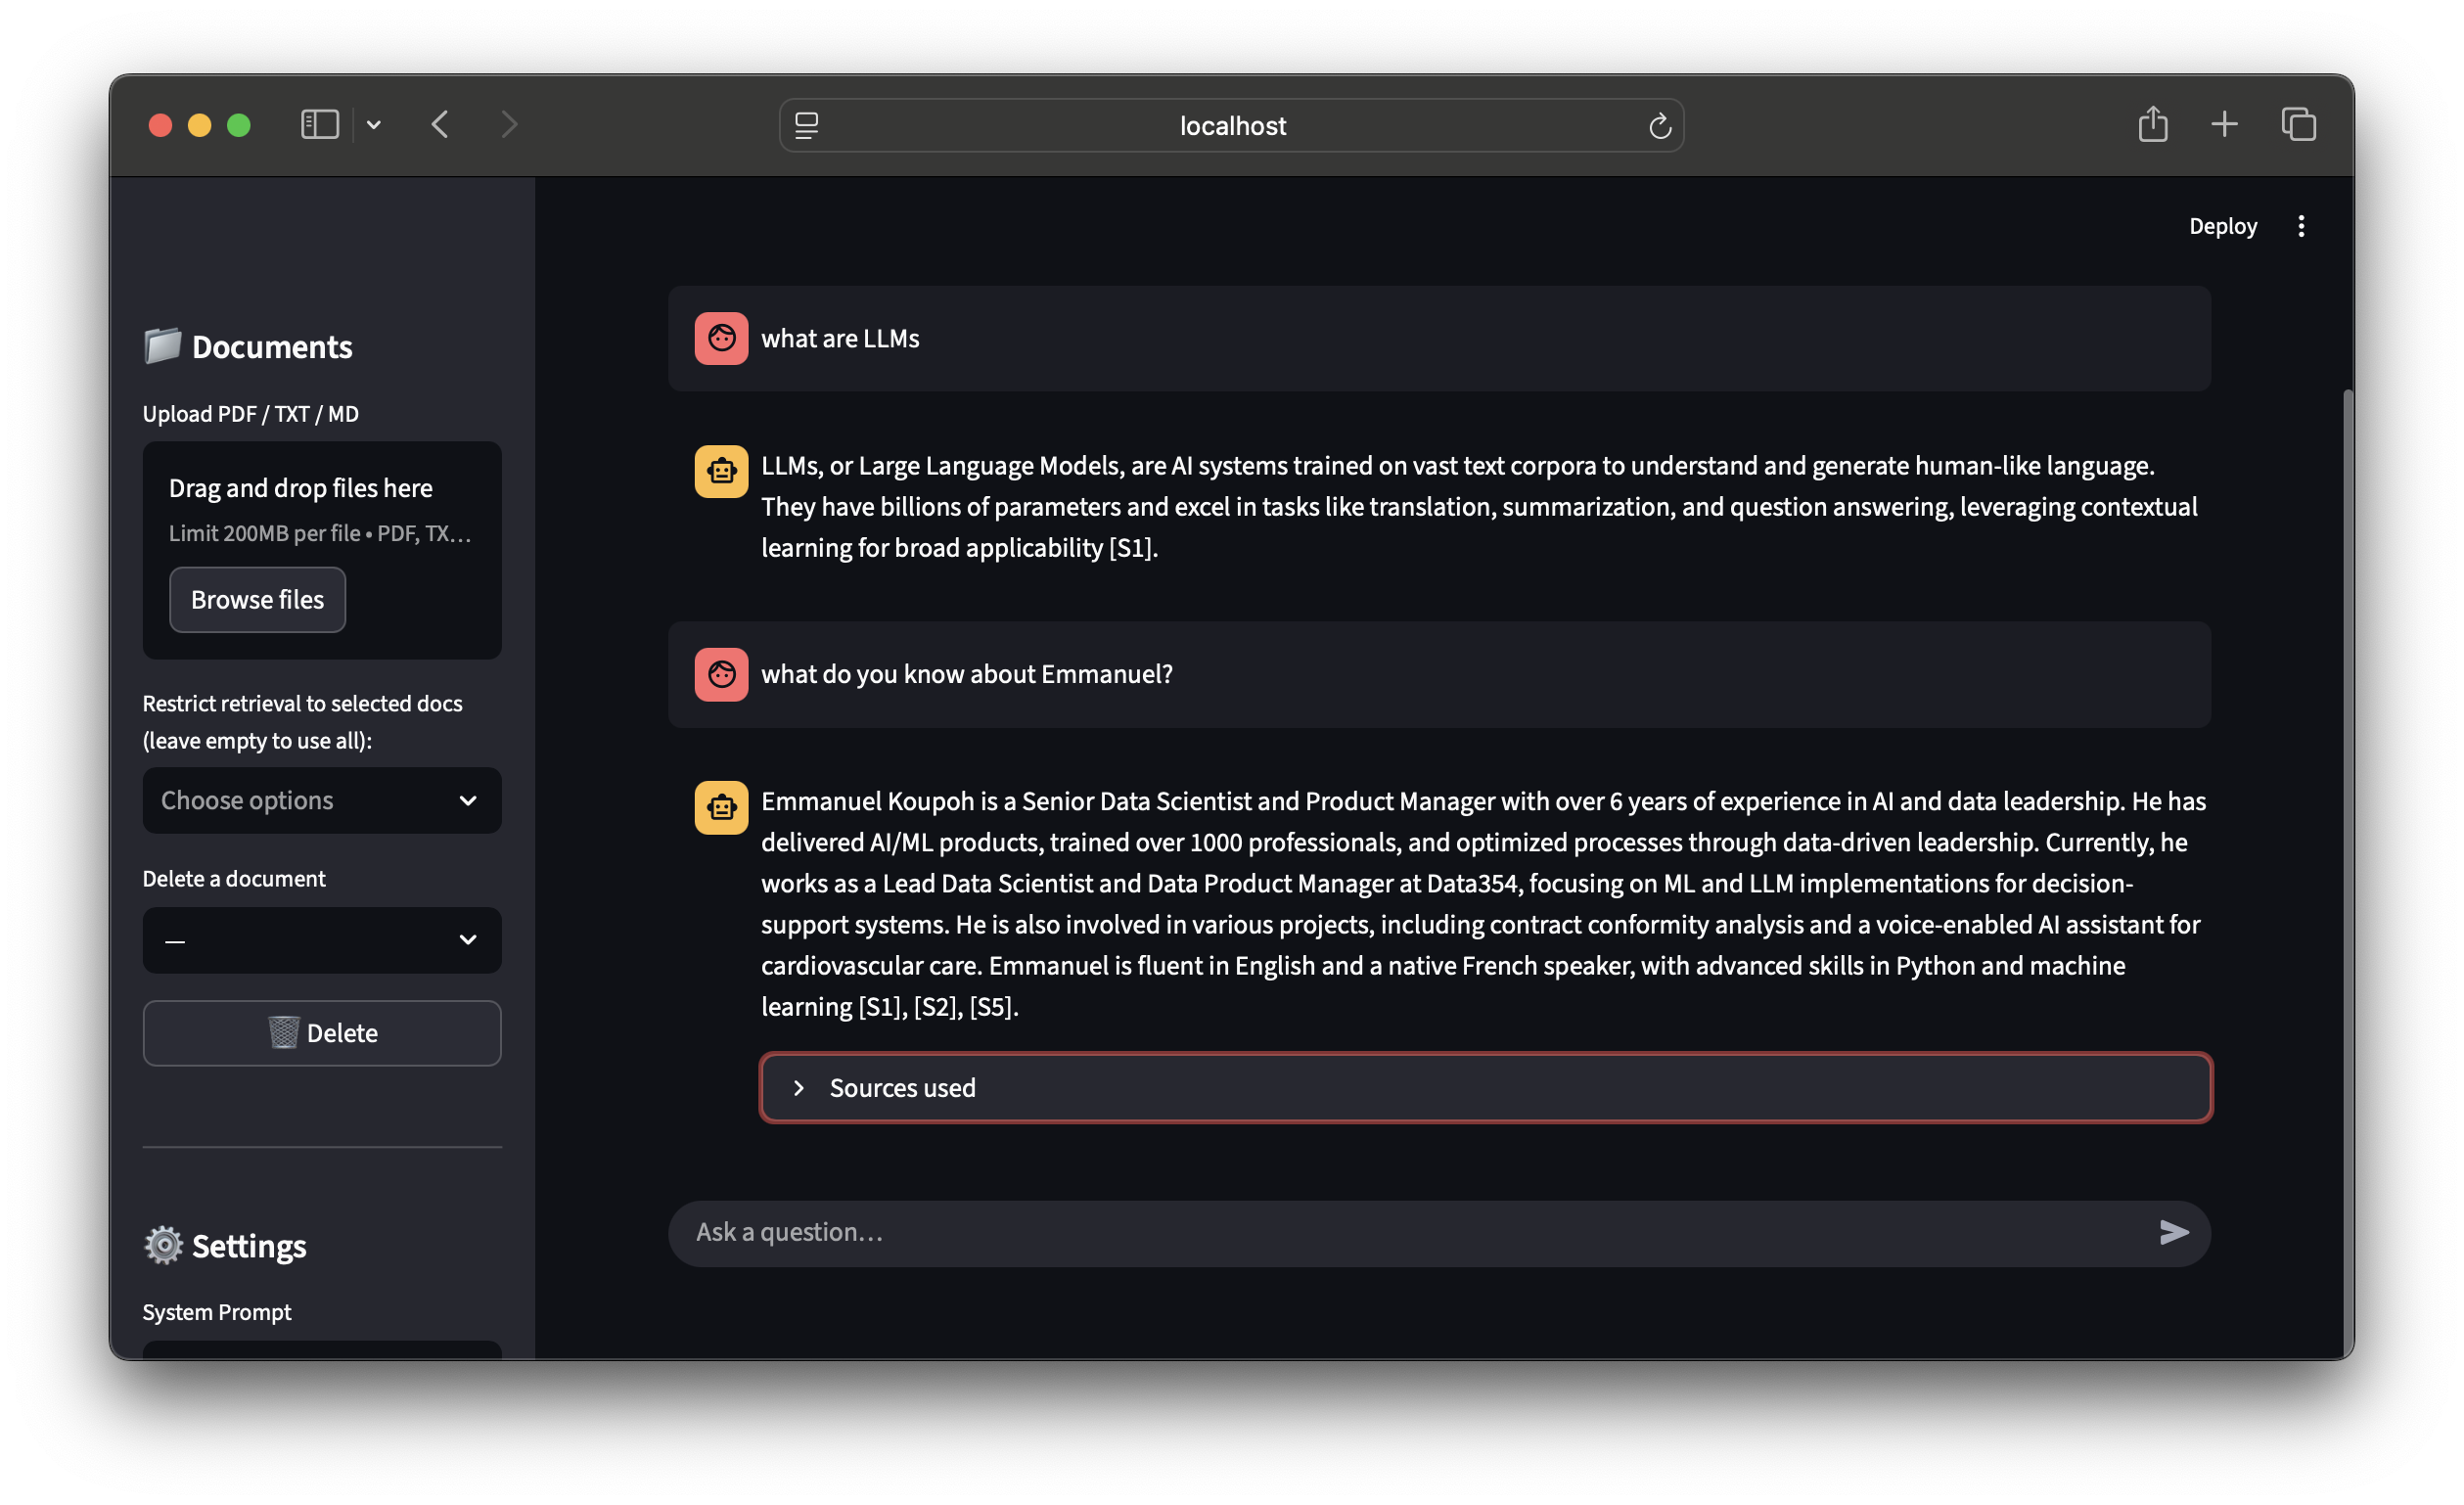 localhost
Deploy
Documents
Upload PDF / TXT / MD
Drag and drop files here
Limit 200MB per file • PDF, TX...
Browse files
Restrict retrieval to selected docs
(leave empty to use all):
Choose options
Delete a document
—
Delete
Settings
System Prompt
what are LLMs
LLMs, or Large Language Models, are AI systems trained on vast text corpora to understand and generate human-like language.
They have billions of parameters and excel in tasks like translation, summarization, and question answering, leveraging contextual
learning for broad applicability [S1].
what do you know about Emmanuel?
Emmanuel Koupoh is a Senior Data Scientist and Product Manager with over 6 years of experience in AI and data leadership. He has
delivered AI/ML products, trained over 1000 professionals, and optimized processes through data-driven leadership. Currently, he
works as a Lead Data Scientist and Data Product Manager at Data354, focusing on ML and LLM implementations for decision-
support systems. He is also involved in various projects, including contract conformity analysis and a voice-enabled AI assistant for
cardiovascular care. Emmanuel is fluent in English and a native French speaker, with advanced skills in Python and machine
learning [S1], [S2], [S5].
Sources used
Ask a question...